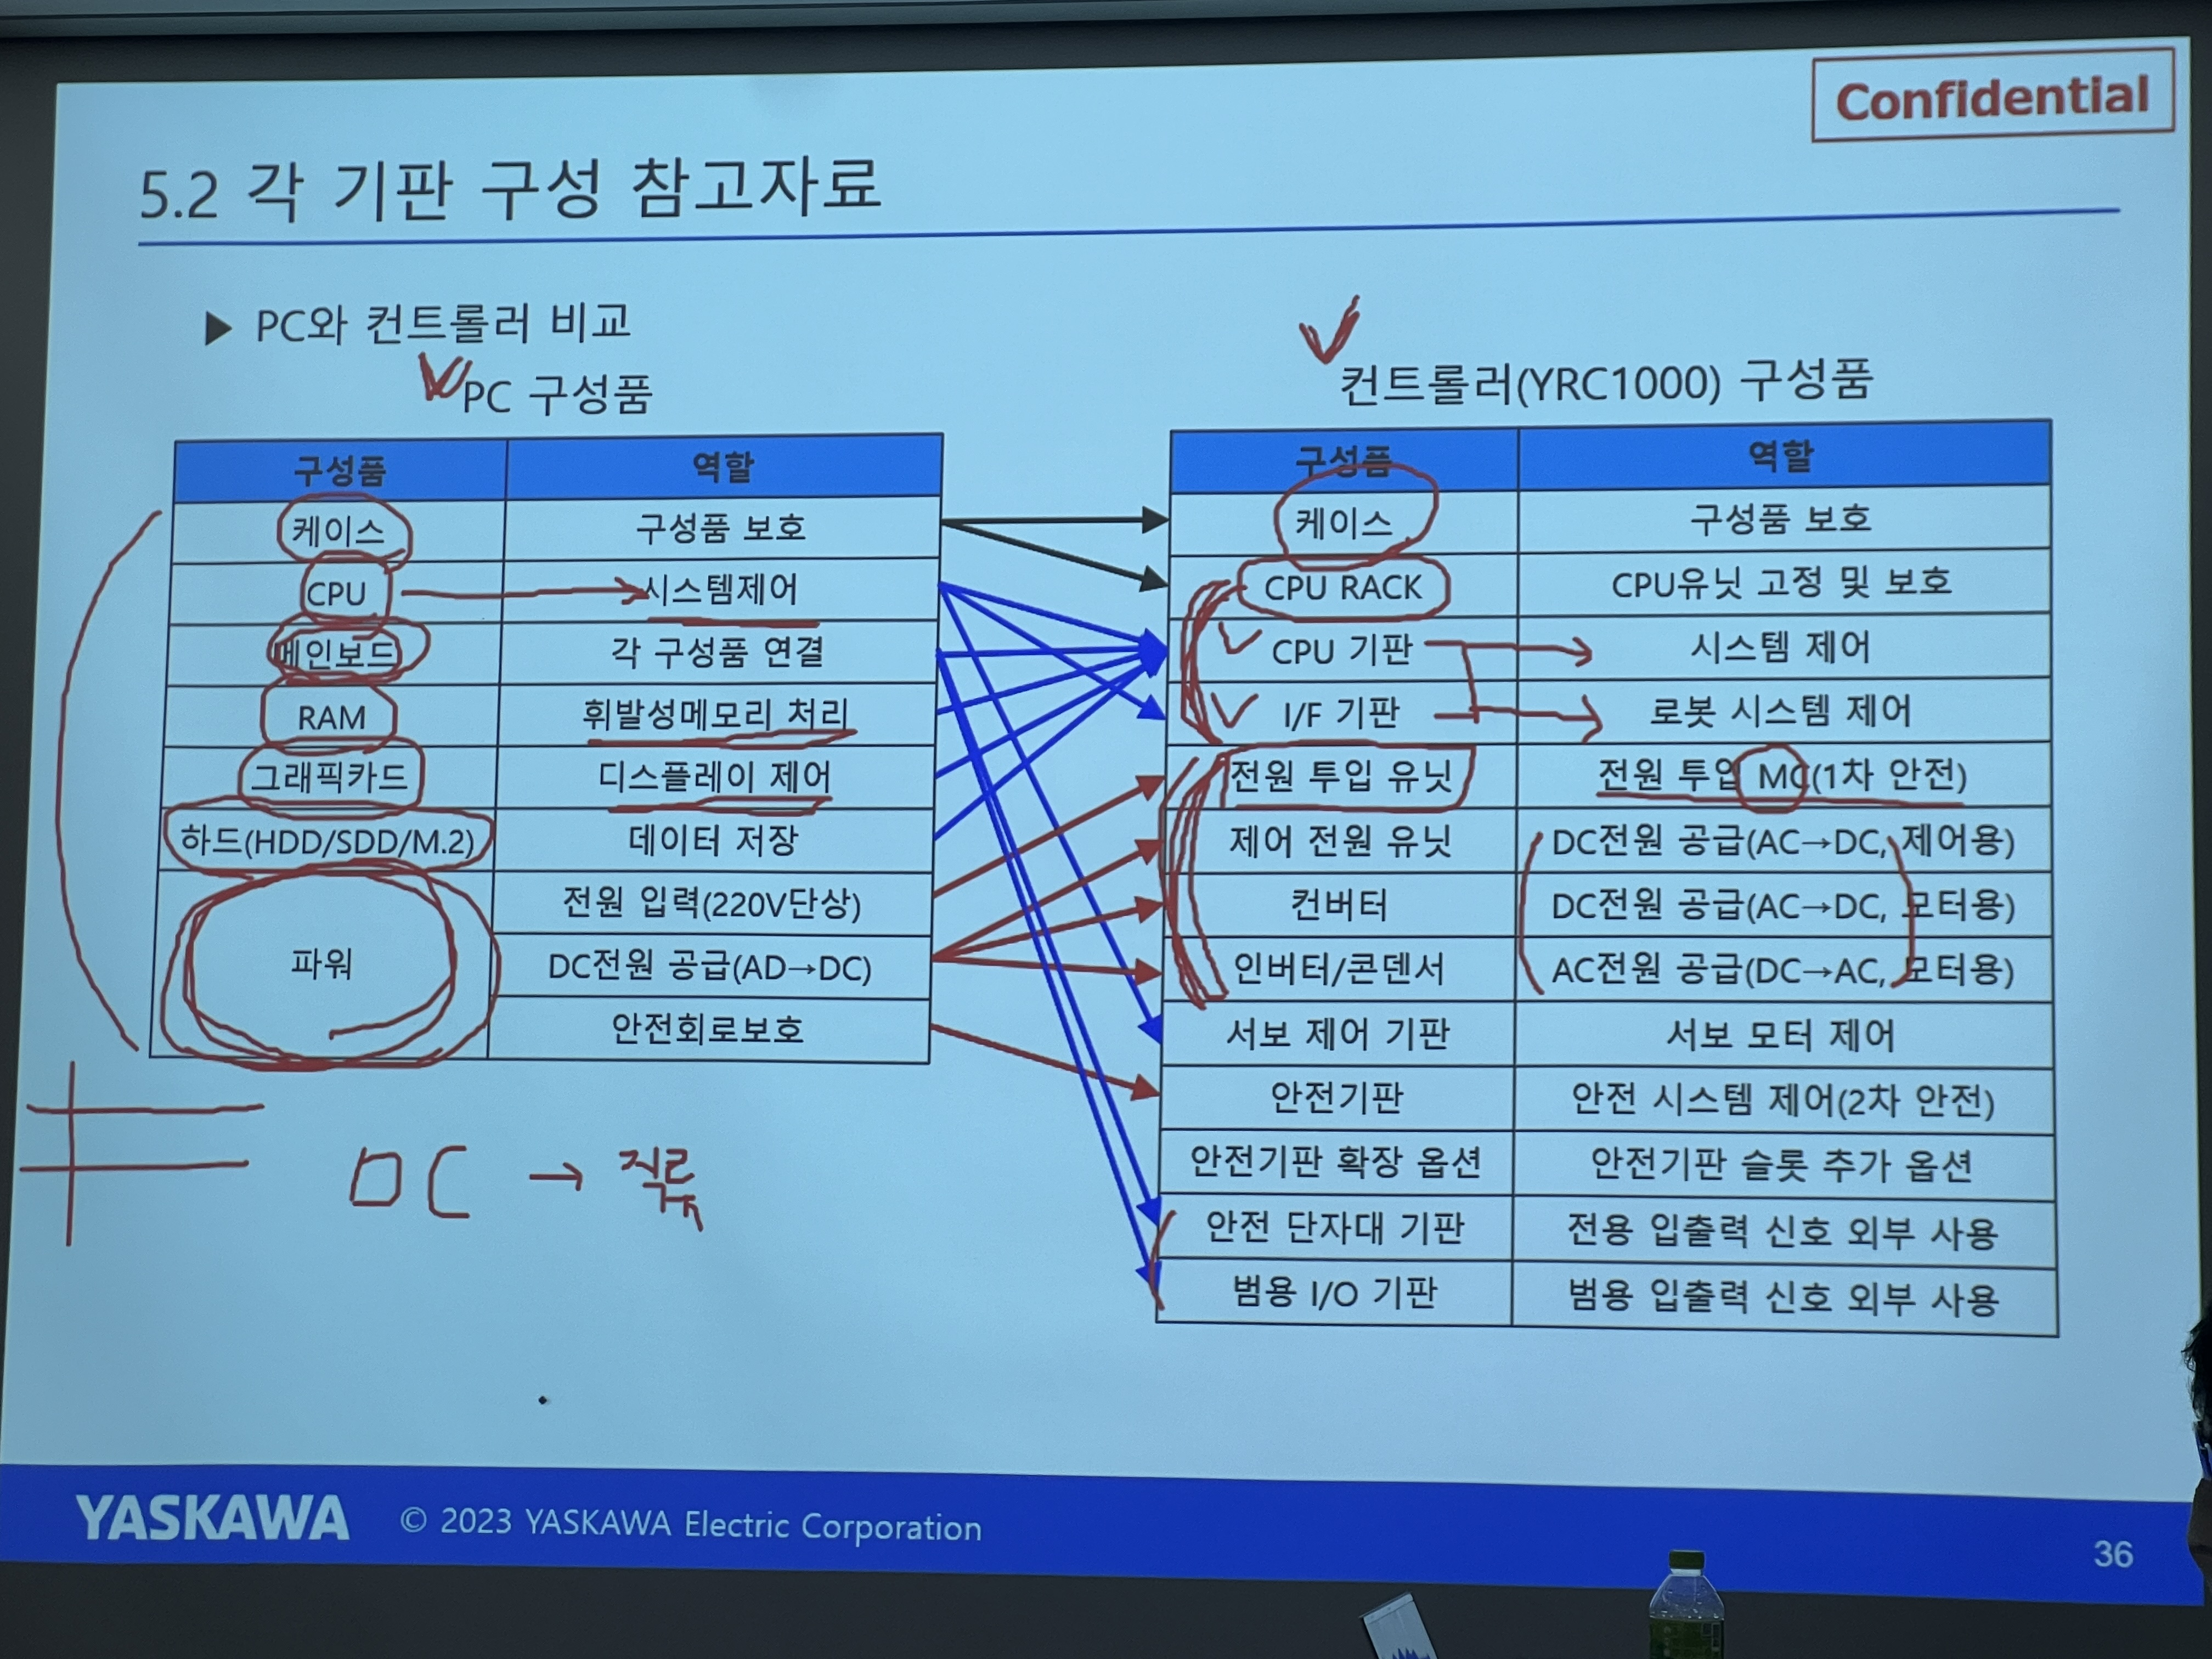 Confidential
5.2 각 기판 구성 참고자료
▶ PC와 컨트롤러 비교
PC 구성품
구성품 역할
케이스 구성품 보호
CPU 시스템제어
메인보드 각 구성품 연결
RAM 휘발성메모리 처리
그래픽카드 디스플레이 제어
하드(HDD/SDD/M.2) 데이터 저장
파워 전원 입력(220V단상)
DC전원 공급(AD→DC)
안전회로보호
DC → 직류
컨트롤러(YRC1000) 구성품
구성품 역할
케이스 구성품 보호
CPU RACK CPU유닛 고정 및 보호
CPU 기판 시스템 제어
I/F 기판 로봇 시스템 제어
전원 투입 유닛 전원 투입 MC(1차 안전)
제어 전원 유닛 DC전원 공급(AC→DC, 제어용)
컨버터 DC전원 공급(AC→DC, 모터용)
인버터/콘덴서 AC전원 공급(DC→AC, 모터용)
서보 제어 기판 서보 모터 제어
안전기판 안전 시스템 제어(2차 안전)
안전기판 확장 옵션 안전기판 슬롯 추가 옵션
안전 단자대 기판 전용 입출력 신호 외부 사용
범용 I/O 기판 범용 입출력 신호 외부 사용
YASKAWA © 2023 YASKAWA Electric Corporation
36